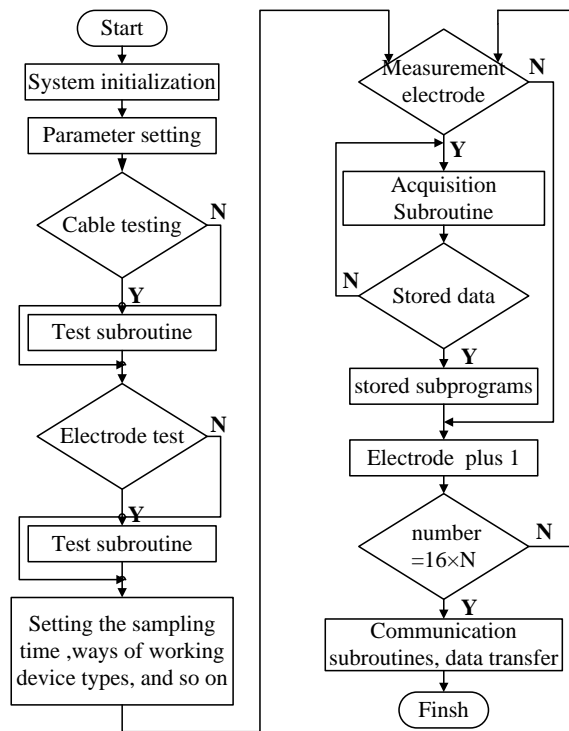 Start
System initialization
Parameter setting
Cable testing
N
Y
Test subroutine
Electrode test
N
Y
Test subroutine
Setting the sampling
time ,ways of working
device types, and so on
Measurement
electrode
N
Y
Acquisition
Subroutine
Stored data
N
Y
stored subprograms
Electrode plus 1
number
=16×N
N
Y
Communication
subroutines, data transfer
Finsh